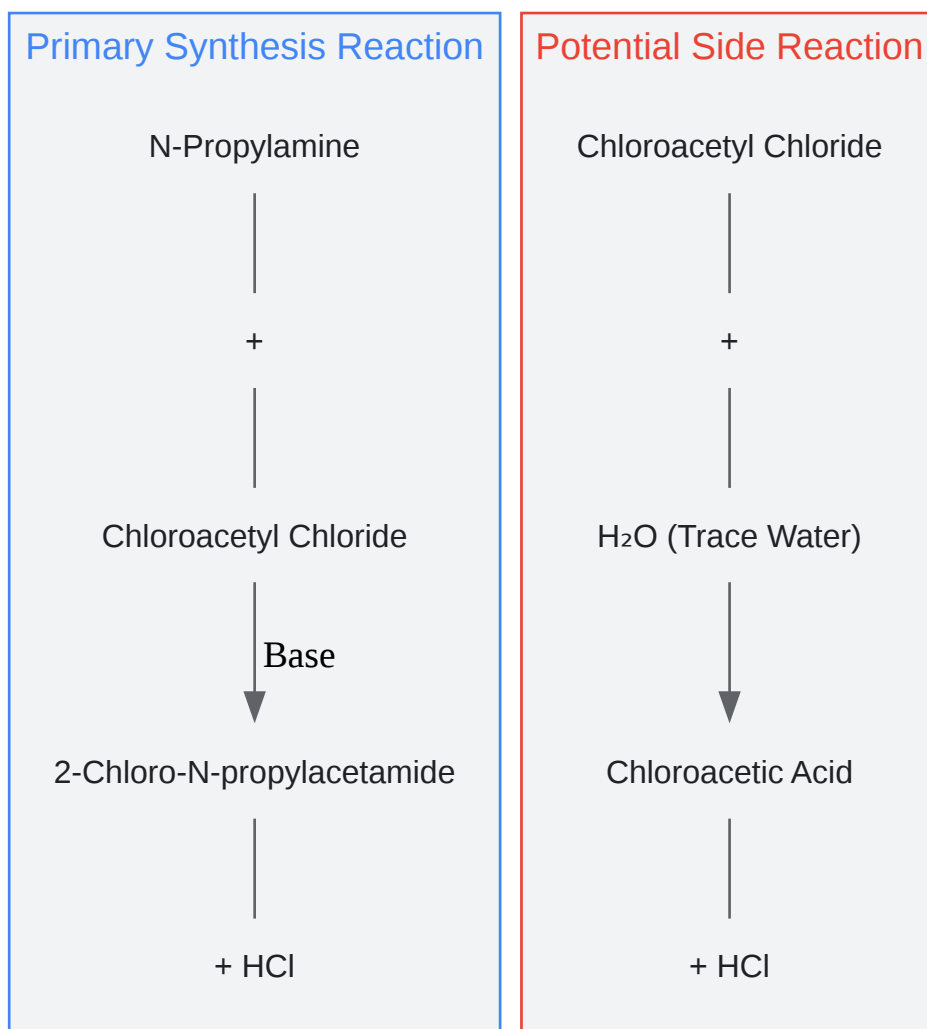 Primary Synthesis Reaction
N-Propylamine
+
Chloroacetyl Chloride
Base
2-Chloro-N-propylacetamide
+ HCl
Potential Side Reaction
Chloroacetyl Chloride
+
H₂O (Trace Water)
Chloroacetic Acid
+ HCl